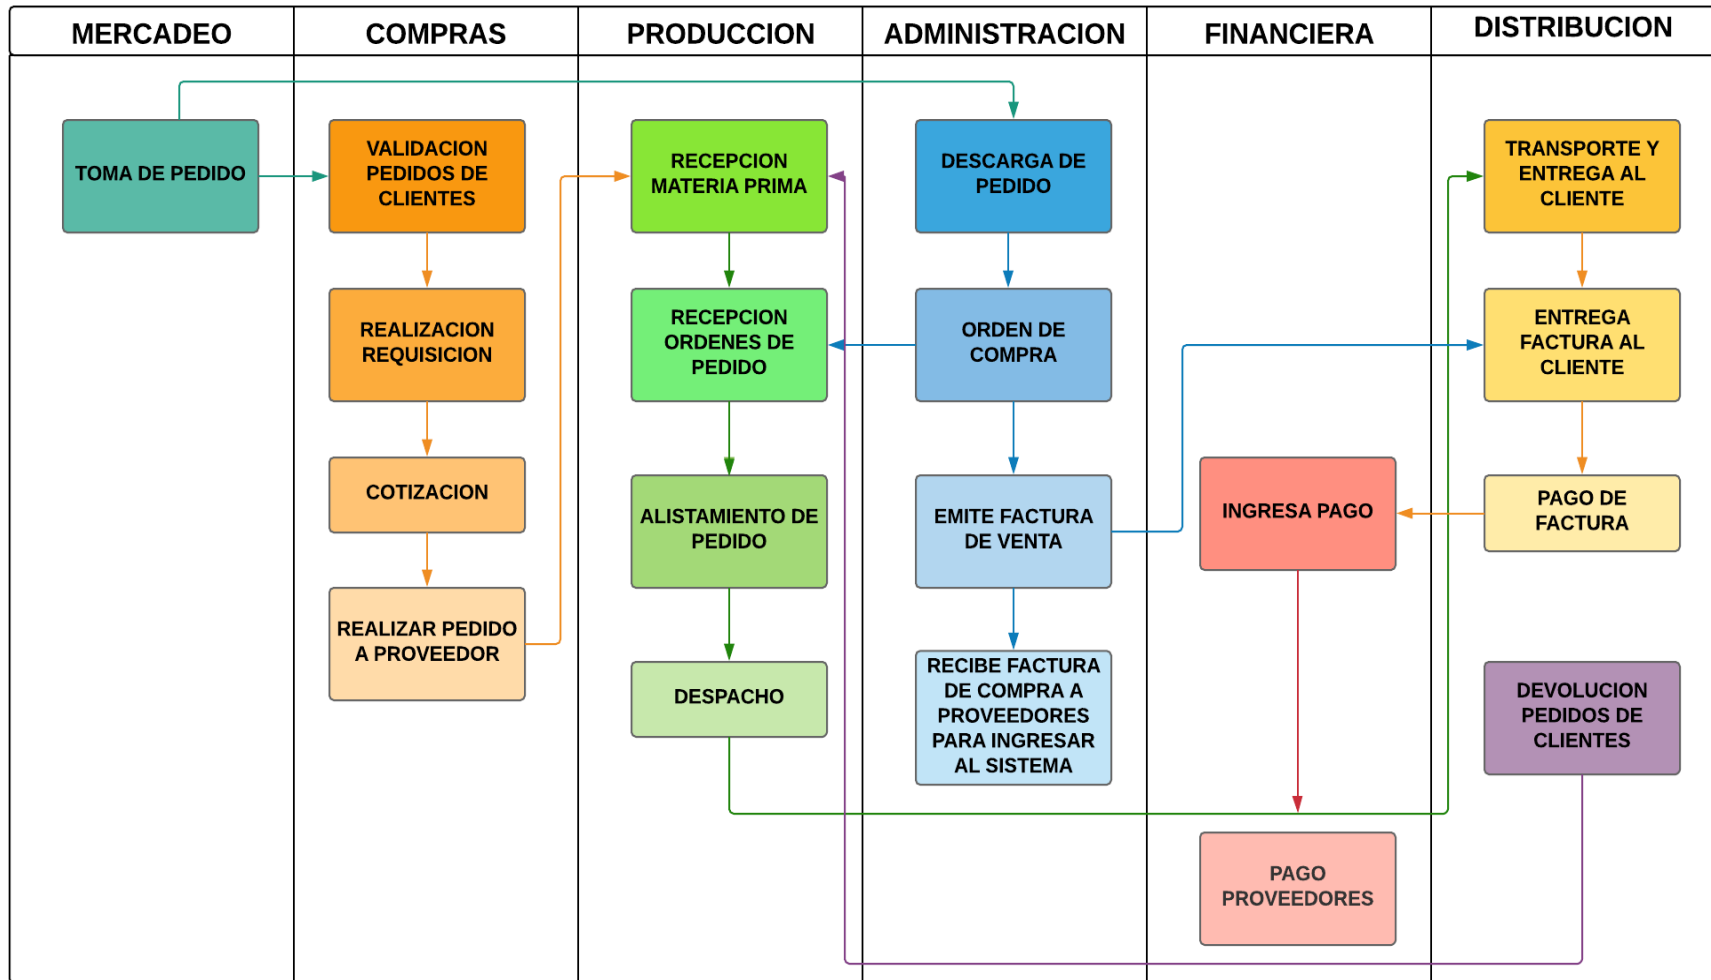 MERCADEO
COMPRAS
PRODUCCION
ADMINISTRACION
FINANCIERA
DISTRIBUCION
TOMA DE PEDIDO
VALIDACION
PEDIDOS DE
CLIENTES
REALIZACION
REQUISICION
COTIZACION
REALIZAR PEDIDO
A PROVEEDOR
RECEPCION
MATERIA PRIMA
RECEPCION
ORDENES DE
PEDIDO
ALISTAMIENTO DE
PEDIDO
DESPACHO
DESCARGA DE
PEDIDO
ORDEN DE
COMPRA
EMITE FACTURA
DE VENTA
RECIBE FACTURA
DE COMPRA A
PROVEEDORES
PARA INGRESAR
AL SISTEMA
INGRESA PAGO
PAGO
PROVEEDORES
TRANSPORTE Y
ENTREGA AL
CLIENTE
ENTREGA
FACTURA AL
CLIENTE
PAGO DE
FACTURA
DEVOLUCION
PEDIDOS DE
CLIENTES